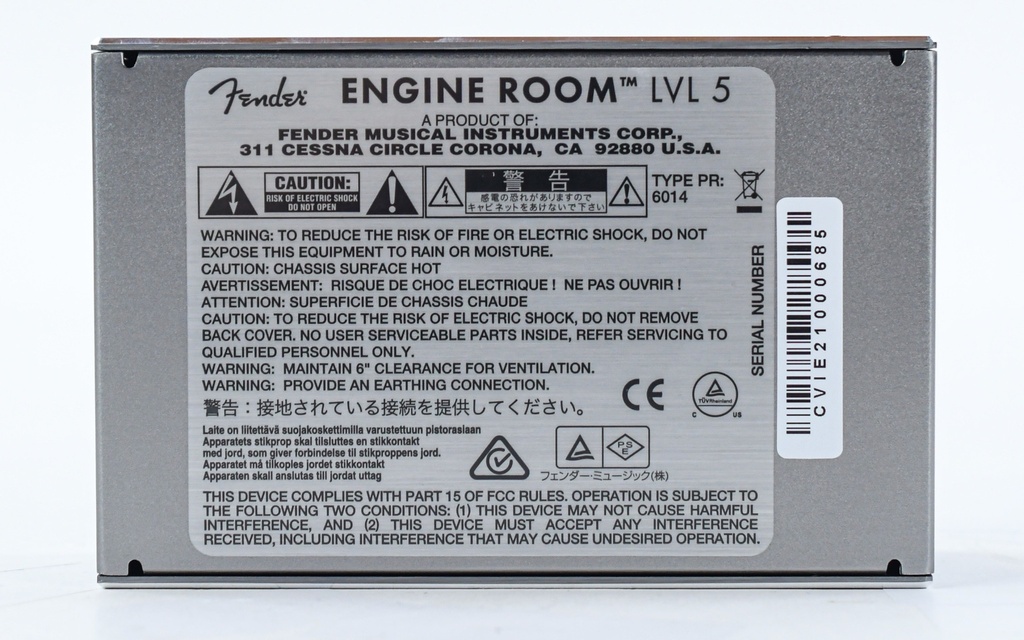 Fender ENGINE ROOM™ LVL 5
A PRODUCT OF:
FENDER MUSICAL INSTRUMENTS CORP.,
311 CESSNA CIRCLE CORONA, CA 92880 U.S.A.
CAUTION:
RISK OF ELECTRIC SHOCK
DO NOT OPEN
警告
感電の恐れがありますので
キャビネットをあけないで下さい
TYPE PR:
6014
WARNING: TO REDUCE THE RISK OF FIRE OR ELECTRIC SHOCK, DO NOT
EXPOSE THIS EQUIPMENT TO RAIN OR MOISTURE.
CAUTION: CHASSIS SURFACE HOT
AVERTISSEMENT: RISQUE DE CHOC ELECTRIQUE ! NE PAS OUVRIR !
ATTENTION: SUPERFICIE DE CHASSIS CHAUDE
CAUTION: TO REDUCE THE RISK OF ELECTRIC SHOCK, DO NOT REMOVE
BACK COVER. NO USER SERVICEABLE PARTS INSIDE, REFER SERVICING TO
QUALIFIED PERSONNEL ONLY.
WARNING: MAINTAIN 6" CLEARANCE FOR VENTILATION.
WARNING: PROVIDE AN EARTHING CONNECTION.
警告：接地されている接続を提供してください。
CE
TÜVRheinland
C US
Laite on liitettävä suojakoskettimilla varustettuun pistorasiaan
Apparatets stikprop skal tilsluttes en stikkontakt
med jord, som giver forbindelse til stikproppens jord.
Apparatet må tilkoples jordet stikkontakt
Apparaten skall anslutas till jordat uttag
PS
E
フェンダー・ミュージック(株)
THIS DEVICE COMPLIES WITH PART 15 OF FCC RULES. OPERATION IS SUBJECT TO
THE FOLLOWING TWO CONDITIONS: (1) THIS DEVICE MAY NOT CAUSE HARMFUL
INTERFERENCE, AND (2) THIS DEVICE MUST ACCEPT ANY INTERFERENCE
RECEIVED, INCLUDING INTERFERENCE THAT MAY CAUSE UNDESIRED OPERATION.
SERIAL NUMBER
CVIE21000685